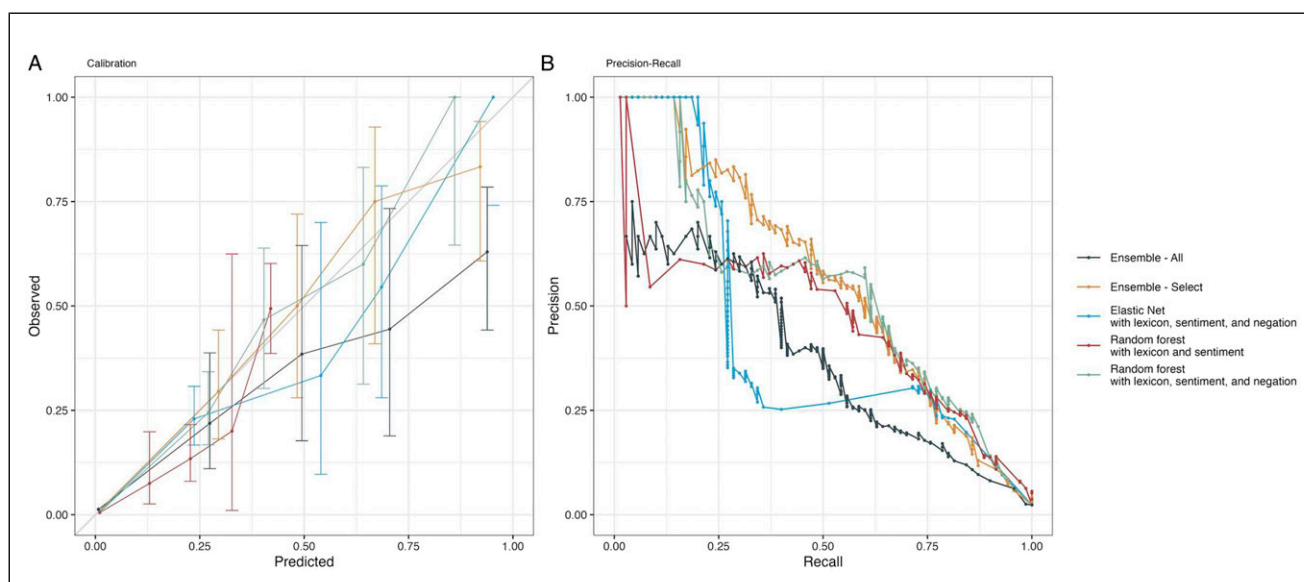 A
Calibration
1.00
0.75
0.50
0.25
0.00
Observed
0.00
0.25
0.50
0.75
1.00
Predicted
B
Precision-Recall
1.00
0.75
0.50
0.25
0.00
Precision
0.00
0.25
0.50
0.75
1.00
Recall
Ensemble - All
Ensemble - Select
Elastic Net
with lexicon, sentiment, and negation
Random forest
with lexicon and sentiment
Random forest
with lexicon, sentiment, and negation